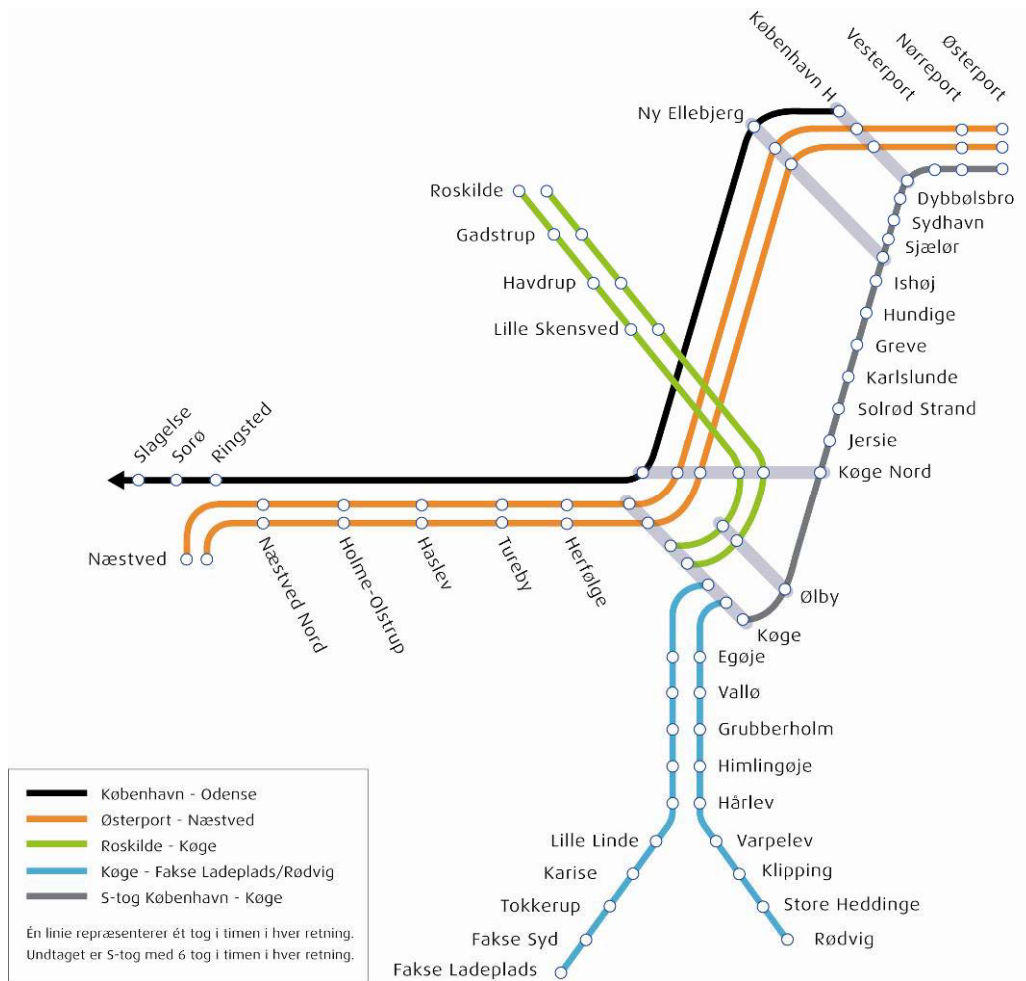 København H
Vesterport
Nørreport
Østerport
Ny Ellebjerg
Roskilde
Gadstrup
Havdrup
Lille Skensved
Dybbølsbro
Sydhavn
Sjælør
Ishøj
Hundige
Greve
Karlslunde
Solrød Strand
Jersie
Køge Nord
Slagelse
Sorø
Ringsted
Næstved
Næstved Nord
Holme-Olstrup
Haslev
Tureby
Herfølge
Ølby
Køge
Egøje
Vallø
Grubberholm
Himlingøje
Hårlev
Lille Linde
Karise
Tokkerup
Fakse Syd
Fakse Ladeplads
Varpelev
Klipping
Store Heddinge
Rødvig
København - Odense
Østerport - Næstved
Roskilde - Køge
Køge - Fakse Ladeplads/Rødvig
S-tog København - Køge
Én linie repræsenterer ét tog i timen i hver retning.
Undtaget er S-tog med 6 tog i timen i hver retning.